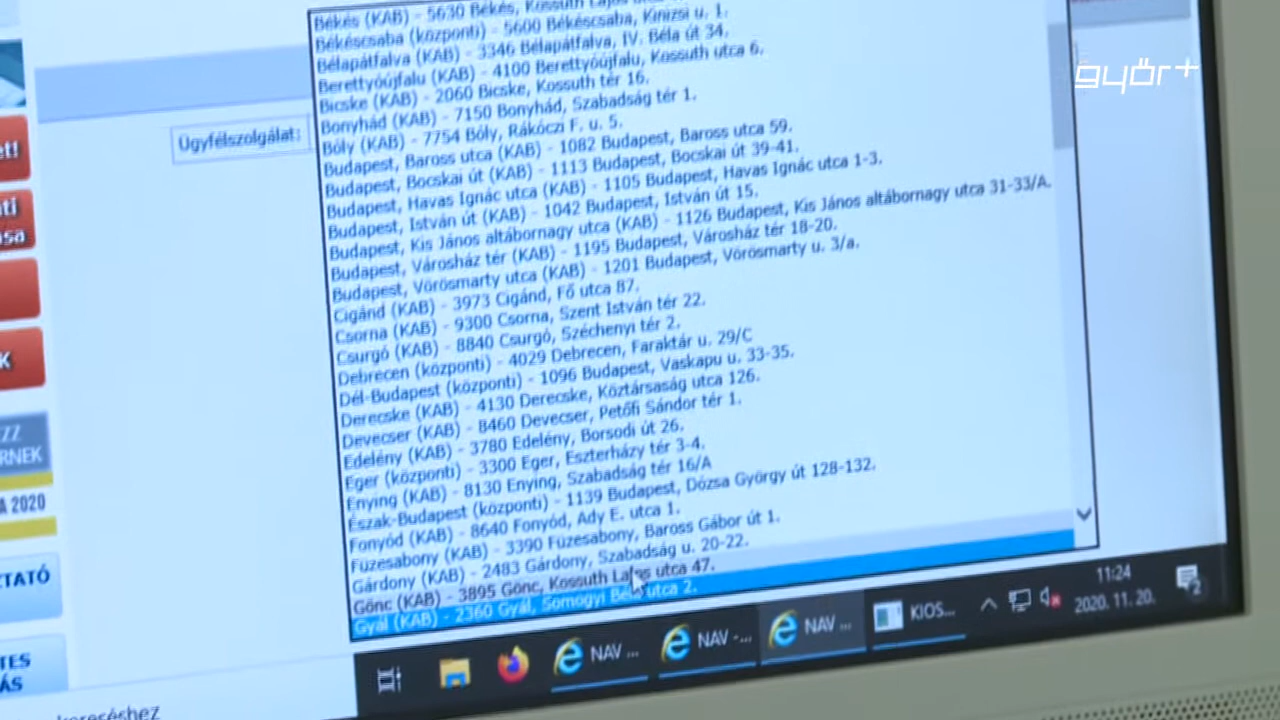 Békés (KAB) - 5630 Békés, Kossuth Lajos utca
Békéscsaba (központi) - 5600 Békéscsaba, Kinizsi u. 1.
Bélapátfalva (KAB) - 3346 Bélapátfalva, IV. Béla út 34.
Berettyóújfalu (KAB) - 4100 Berettyóújfalu, Kossuth utca 6.
Bicske (KAB) - 2060 Bicske, Kossuth tér 16.
Bonyhád (KAB) - 7150 Bonyhád, Szabadság tér 1.
Bóly (KAB) - 7754 Bóly, Rákóczi F. u. 5.
Budapest, Baross utca (KAB) - 1082 Budapest, Baross utca 59.
Budapest, Bocskai út (KAB) - 1113 Budapest, Bocskai út 39-41.
Budapest, Havas Ignác utca (KAB) - 1105 Budapest, Havas Ignác utca 1-3.
Budapest, István út (KAB) - 1042 Budapest, István út 15.
Budapest, Kis János altábornagy utca (KAB) - 1126 Budapest, Kis János altábornagy utca 31-33/A.
Budapest, Városház tér (KAB) - 1195 Budapest, Városház tér 18-20.
Budapest, Vörösmarty utca (KAB) - 1201 Budapest, Vörösmarty u. 3/a.
Cigánd (KAB) - 3973 Cigánd, Fő utca 87.
Csorna (KAB) - 9300 Csorna, Szent István tér 22.
Csurgó (KAB) - 8840 Csurgó, Széchenyi tér 2.
Debrecen (központi) - 4029 Debrecen, Faraktár u. 29/C
Dél-Budapest (központi) - 1096 Budapest, Vaskapu u. 33-35.
Derecske (KAB) - 4130 Derecske, Köztársaság utca 126.
Devecser (KAB) - 8460 Devecser, Petőfi Sándor tér 1.
Edelény (KAB) - 3780 Edelény, Borsodi út 26.
Eger (központi) - 3300 Eger, Eszterházy tér 3-4.
Enying (KAB) - 8130 Enying, Szabadság tér 16/A
Észak-Budapest (központi) - 1139 Budapest, Dózsa György út 128-132.
Fonyód (KAB) - 8640 Fonyód, Ady E. utca 1.
Füzesabony (KAB) - 3390 Füzesabony, Baross Gábor út 1.
Gárdony (KAB) - 2483 Gárdony, Szabadság u. 20-22.
Gönc (KAB) - 3895 Gönc, Kossuth Lajos utca 47.
Gyál (KAB) - 2360 Gyál, Somogyi Béla utca 2.
Ügyfélszolgálat:
győr+
A 2020
NAV ...
NAV -...
NAV ...
KIOS...
11:24
2020. 11. 20.
2